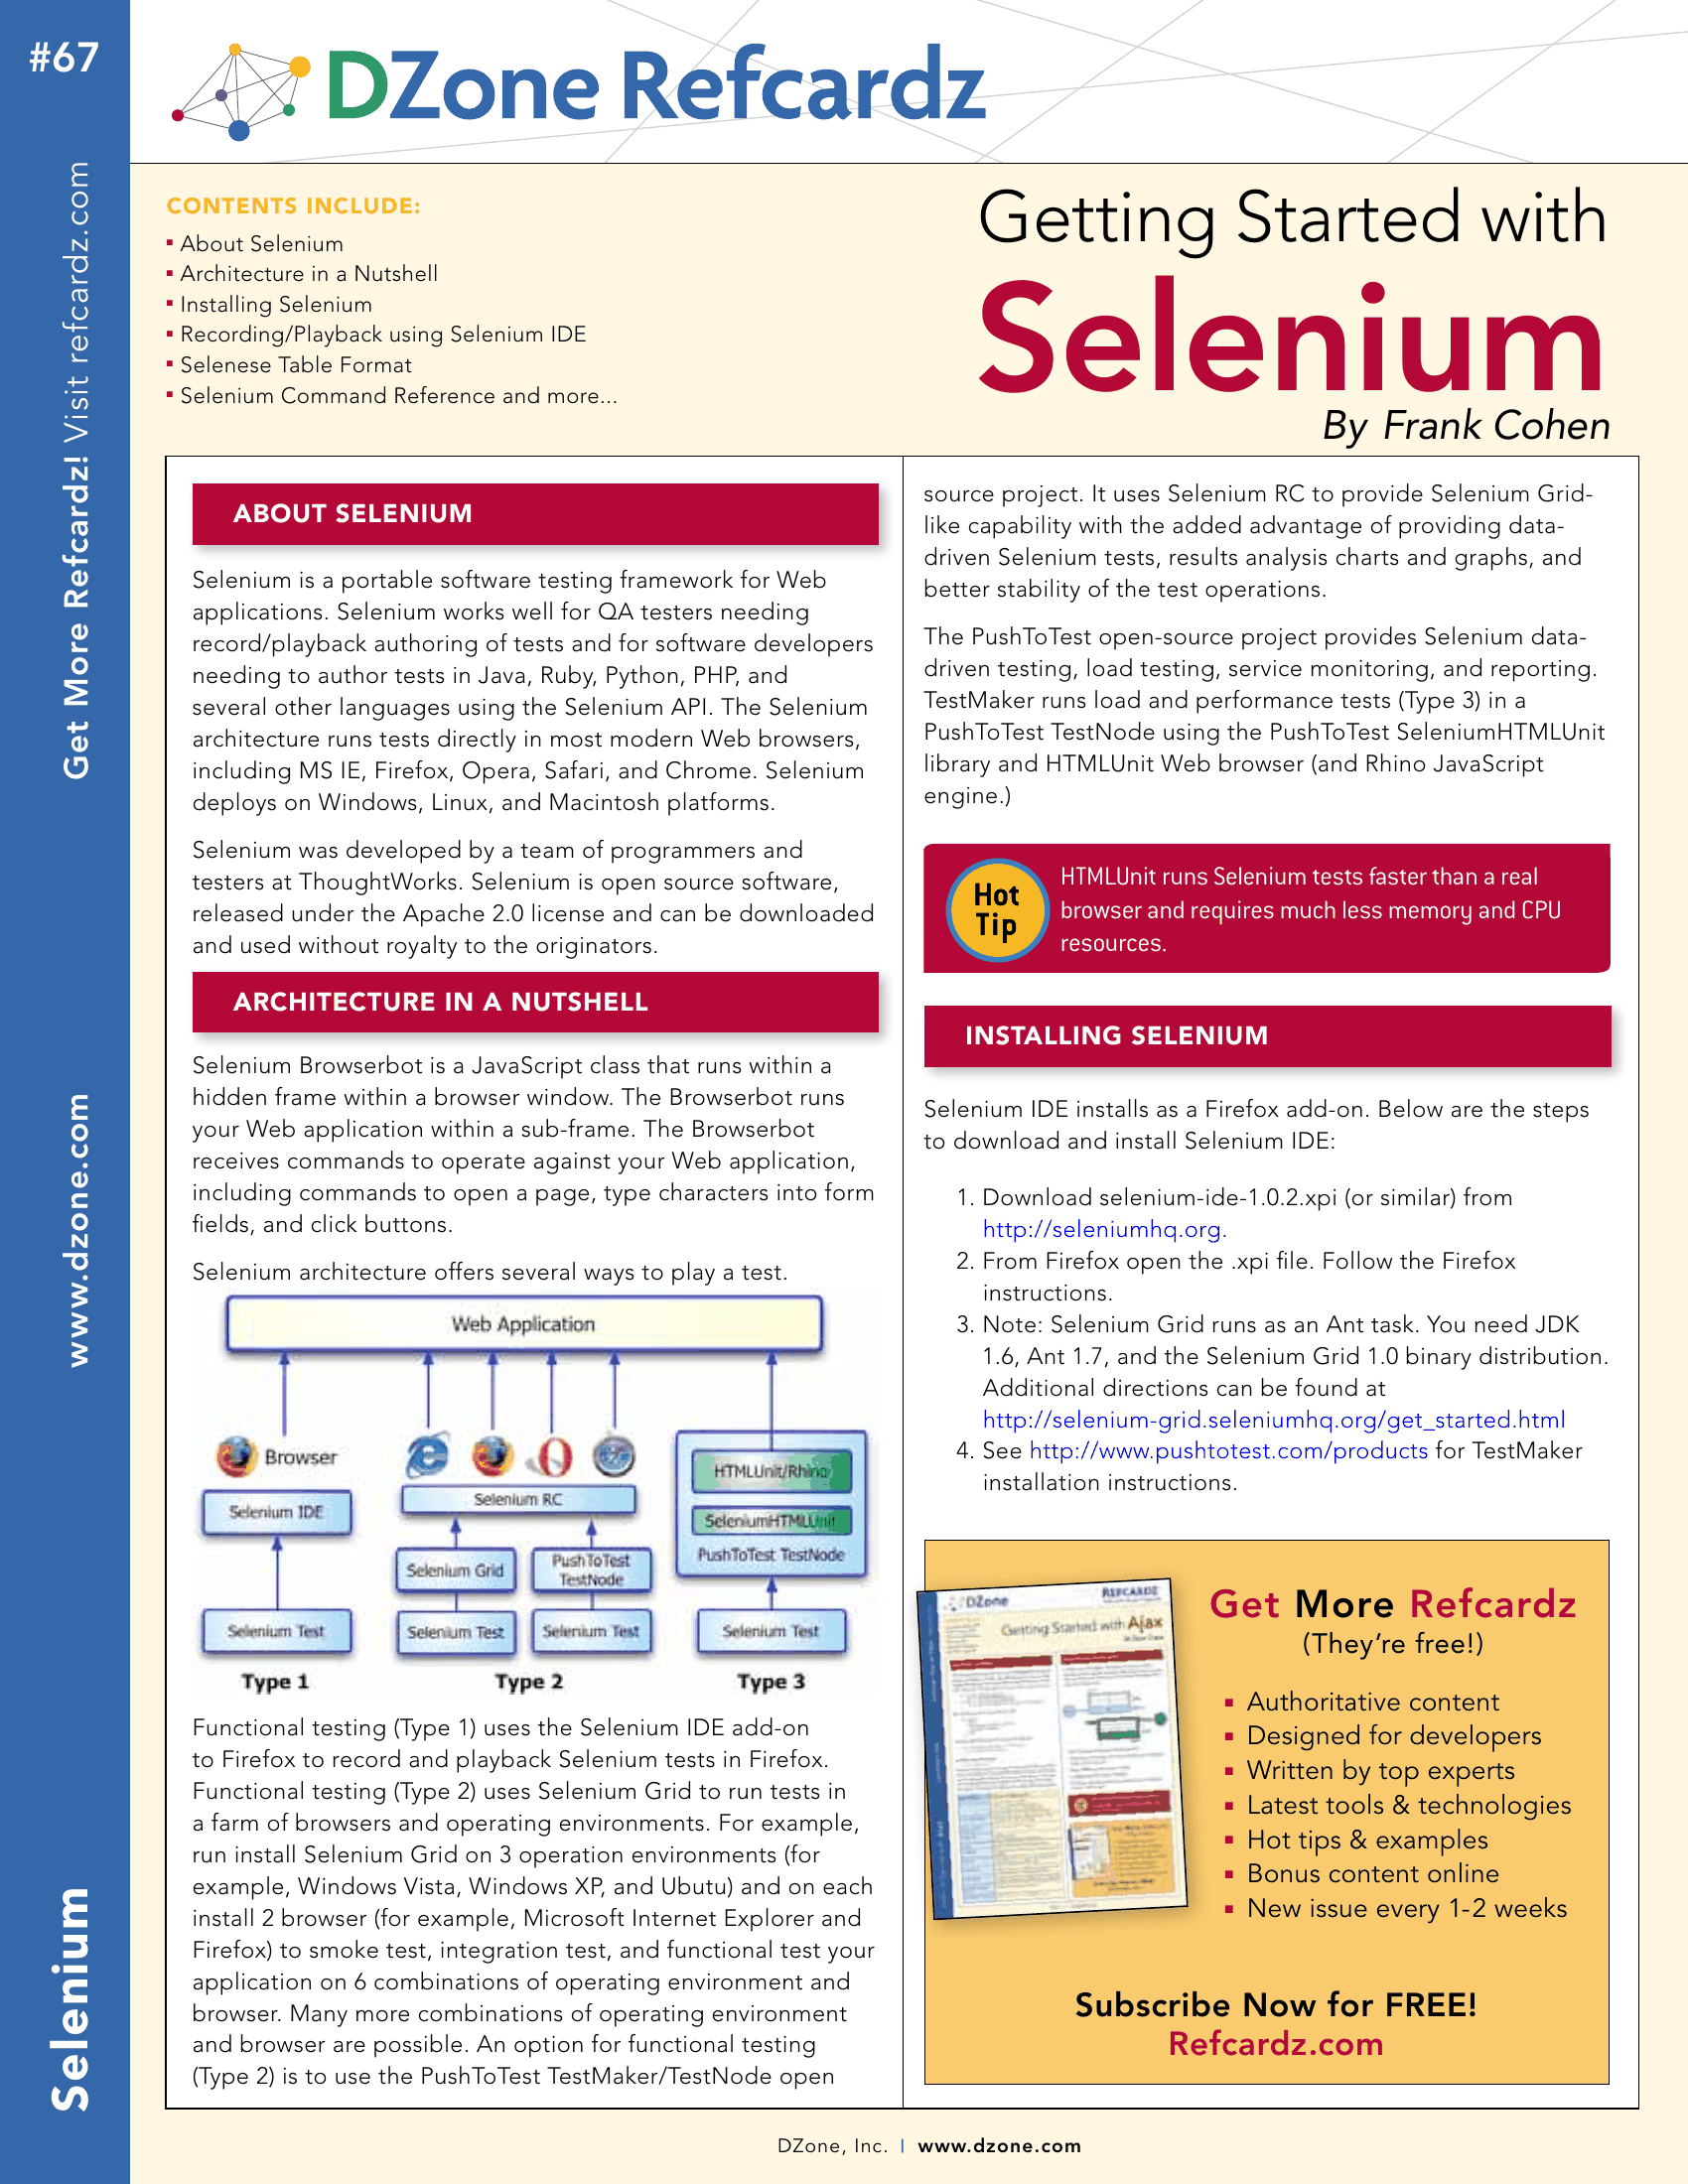 #67
Get More Refcardz! Visit refcardz.com
www.dzone.com
Selenium
DZone Refcardz
CONTENTS INCLUDE:
▪ About Selenium
▪ Architecture in a Nutshell
▪ Installing Selenium
▪ Recording/Playback using Selenium IDE
▪ Selenese Table Format
▪ Selenium Command Reference and more...
Getting Started with
Selenium
By Frank Cohen
ABOUT SELENIUM
Selenium is a portable software testing framework for Web
applications. Selenium works well for QA testers needing
record/playback authoring of tests and for software developers
needing to author tests in Java, Ruby, Python, PHP, and
several other languages using the Selenium API. The Selenium
architecture runs tests directly in most modern Web browsers,
including MS IE, Firefox, Opera, Safari, and Chrome. Selenium
deploys on Windows, Linux, and Macintosh platforms.
Selenium was developed by a team of programmers and
testers at ThoughtWorks. Selenium is open source software,
released under the Apache 2.0 license and can be downloaded
and used without royalty to the originators.
ARCHITECTURE IN A NUTSHELL
Selenium Browserbot is a JavaScript class that runs within a
hidden frame within a browser window. The Browserbot runs
your Web application within a sub-frame. The Browserbot
receives commands to operate against your Web application,
including commands to open a page, type characters into form
fields, and click buttons.
Selenium architecture offers several ways to play a test.
Web Application
Browser
Selenium IDE
Selenium Test
Type 1
Selenium RC
Selenium Grid
PushToTest
TestNode
Selenium Test
Selenium Test
Type 2
HTMLUnit/Rhino
SeleniumHTMLUnit
PushToTest TestNode
Selenium Test
Type 3
Functional testing (Type 1) uses the Selenium IDE add-on
to Firefox to record and playback Selenium tests in Firefox.
Functional testing (Type 2) uses Selenium Grid to run tests in
a farm of browsers and operating environments. For example,
run install Selenium Grid on 3 operation environments (for
example, Windows Vista, Windows XP, and Ubutu) and on each
install 2 browser (for example, Microsoft Internet Explorer and
Firefox) to smoke test, integration test, and functional test your
application on 6 combinations of operating environment and
browser. Many more combinations of operating environment
and browser are possible. An option for functional testing
(Type 2) is to use the PushToTest TestMaker/TestNode open
source project. It uses Selenium RC to provide Selenium Grid-
like capability with the added advantage of providing data-
driven Selenium tests, results analysis charts and graphs, and
better stability of the test operations.
The PushToTest open-source project provides Selenium data-
driven testing, load testing, service monitoring, and reporting.
TestMaker runs load and performance tests (Type 3) in a
PushToTest TestNode using the PushToTest SeleniumHTMLUnit
library and HTMLUnit Web browser (and Rhino JavaScript
engine.)
Hot
Tip
HTMLUnit runs Selenium tests faster than a real
browser and requires much less memory and CPU
resources.
INSTALLING SELENIUM
Selenium IDE installs as a Firefox add-on. Below are the steps
to download and install Selenium IDE:
1. Download selenium-ide-1.0.2.xpi (or similar) from
http://seleniumhq.org.
2. From Firefox open the .xpi file. Follow the Firefox
instructions.
3. Note: Selenium Grid runs as an Ant task. You need JDK
1.6, Ant 1.7, and the Selenium Grid 1.0 binary distribution.
Additional directions can be found at
http://selenium-grid.seleniumhq.org/get_started.html
4. See http://www.pushtotest.com/products for TestMaker
installation instructions.
DZone
REFCARDZ
Getting Started with Ajax
Get More Refcardz
(They're free!)
▪ Authoritative content
▪ Designed for developers
▪ Written by top experts
▪ Latest tools & technologies
▪ Hot tips & examples
▪ Bonus content online
▪ New issue every 1-2 weeks
Subscribe Now for FREE!
Refcardz.com
DZone, Inc. | www.dzone.com